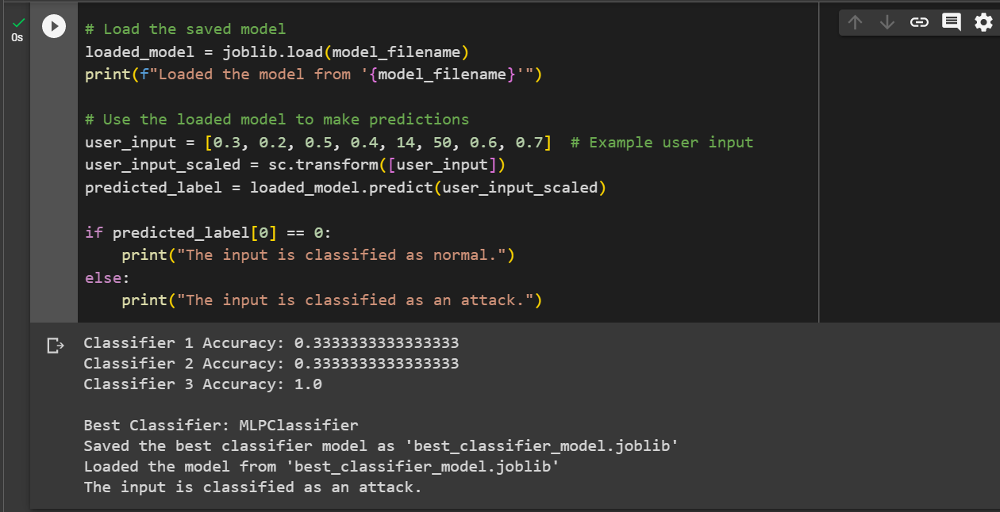 0s
# Load the saved model
loaded_model = joblib.load(model_filename)
print(f"Loaded the model from '{model_filename}'")
# Use the loaded model to make predictions
user_input = [0.3, 0.2, 0.5, 0.4, 14, 50, 0.6, 0.7]  # Example user input
user_input_scaled = sc.transform([user_input])
predicted_label = loaded_model.predict(user_input_scaled)
if predicted_label[0] == 0:
    print("The input is classified as normal.")
else:
    print("The input is classified as an attack.")
Classifier 1 Accuracy: 0.3333333333333333
Classifier 2 Accuracy: 0.3333333333333333
Classifier 3 Accuracy: 1.0
Best Classifier: MLPClassifier
Saved the best classifier model as 'best_classifier_model.joblib'
Loaded the model from 'best_classifier_model.joblib'
The input is classified as an attack.